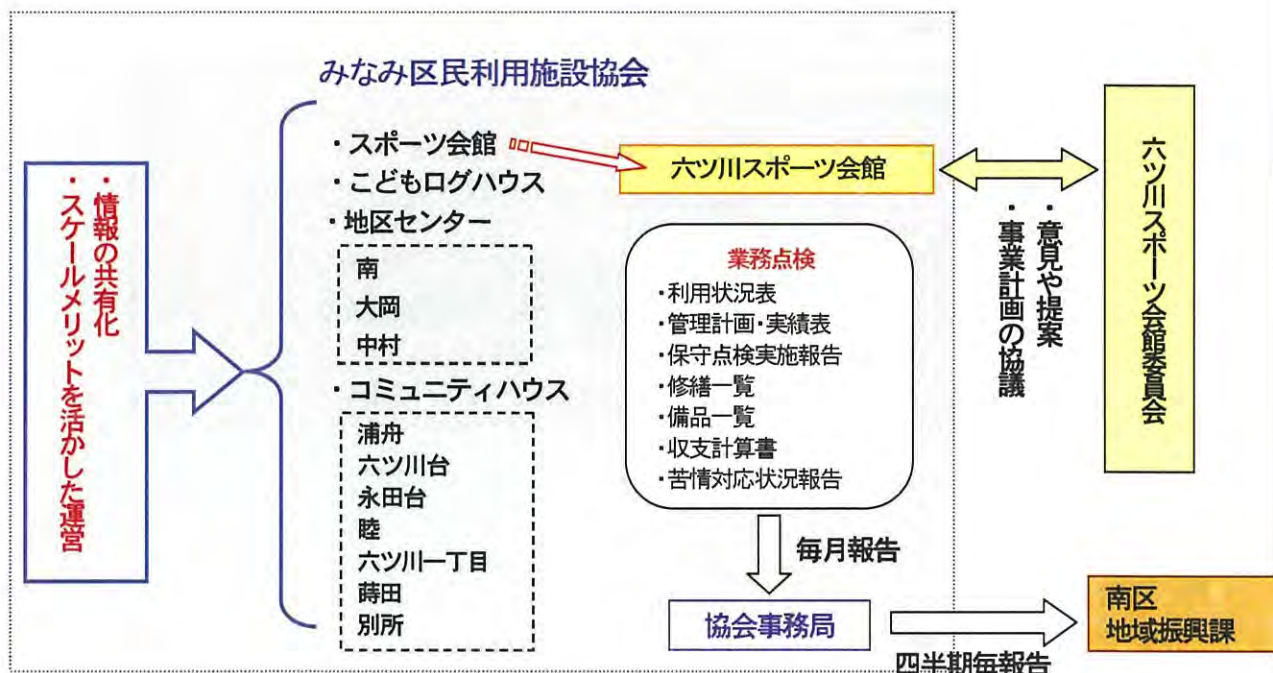 みなみ区民利用施設協会
・情報の共有化
・スケールメリットを活かした運営
・スポーツ会館
・こどもログハウス
・地区センター
南
大岡
中村
・コミュニティハウス
浦舟
六ツ川台
永田台
睦
六ツ川一丁目
蒔田
別所
六ツ川スポーツ会館
業務点検
・利用状況表
・管理計画・実績表
・保守点検実施報告
・修繕一覧
・備品一覧
・収支計算書
・苦情対応状況報告
毎月報告
協会事務局
四半期毎報告
・意見や提案
・事業計画の協議
六ツ川スポーツ会館委員会
南区
地域振興課